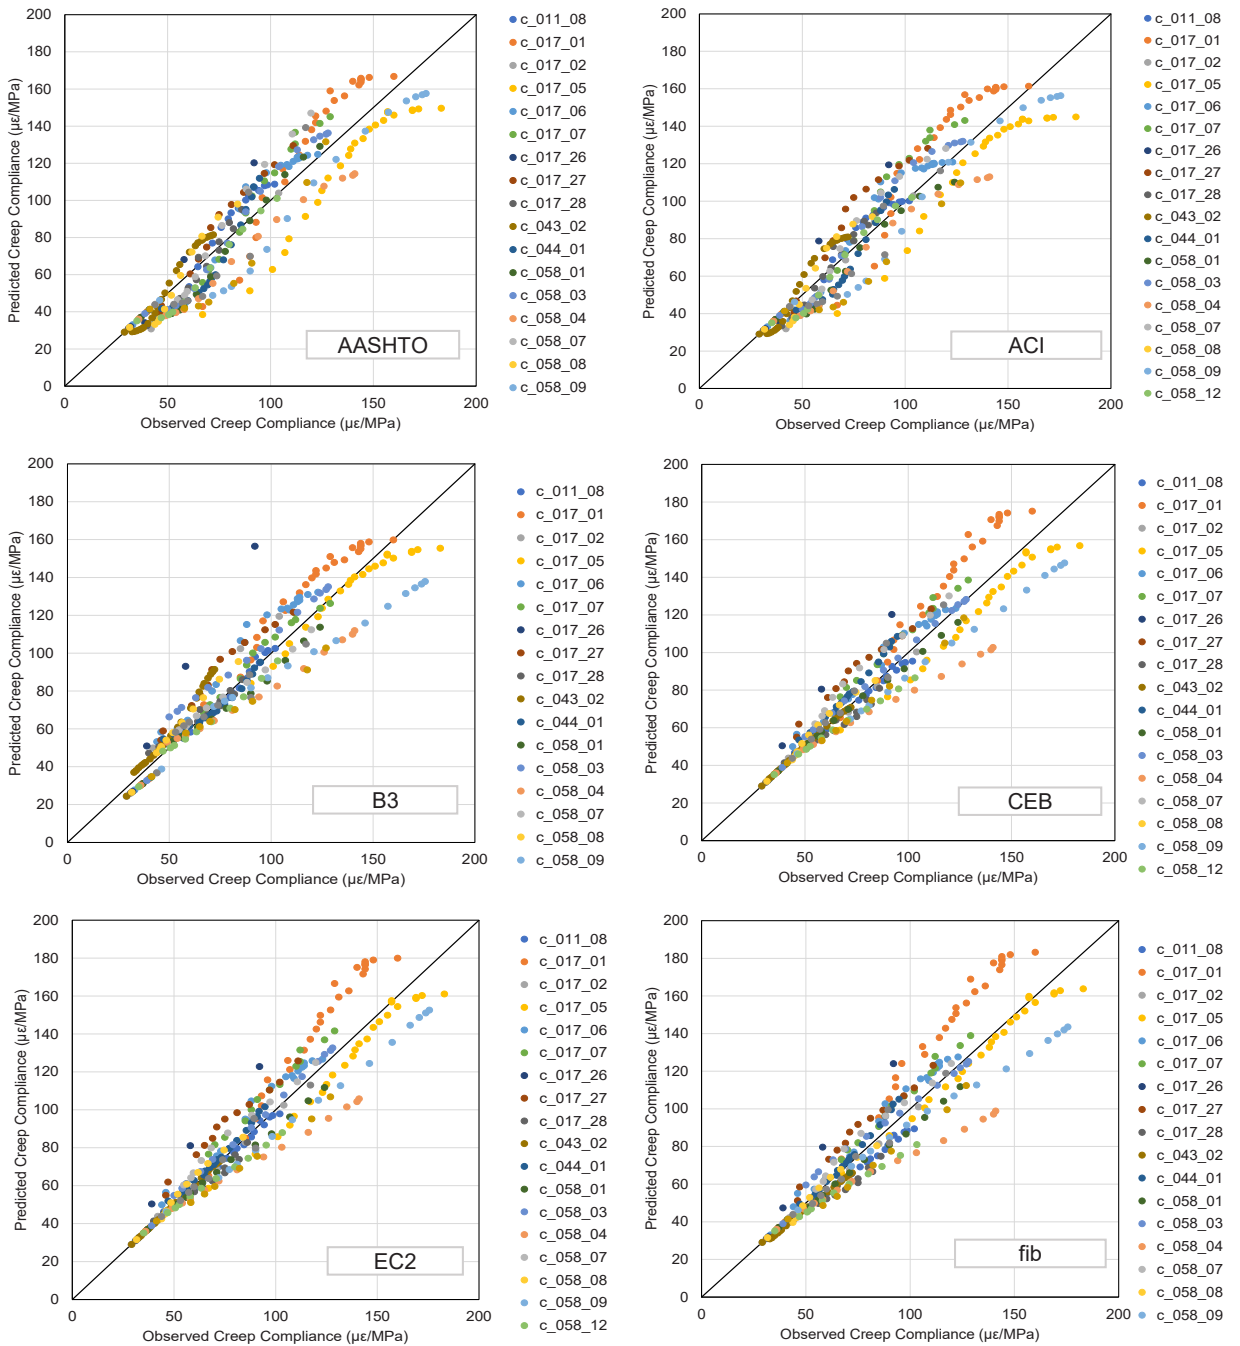 Predicted Creep Compliance (µε/MPa)
200
180
160
140
120
100
80
60
40
20
0
0 50 100 150 200
Observed Creep Compliance (µε/MPa)
AASHTO
c_011_08
c_017_01
c_017_02
c_017_05
c_017_06
c_017_07
c_017_26
c_017_27
c_017_28
c_043_02
c_044_01
c_058_01
c_058_03
c_058_04
c_058_07
c_058_08
c_058_09
Predicted Creep Compliance (µε/MPa)
200
180
160
140
120
100
80
60
40
20
0
0 50 100 150 200
Observed Creep Compliance (µε/MPa)
ACI
c_011_08
c_017_01
c_017_02
c_017_05
c_017_06
c_017_07
c_017_26
c_017_27
c_017_28
c_043_02
c_044_01
c_058_01
c_058_03
c_058_04
c_058_07
c_058_08
c_058_09
c_058_12
Predicted Creep Compliance (µε/MPa)
200
180
160
140
120
100
80
60
40
20
0
0 50 100 150 200
Observed Creep Compliance (µε/MPa)
B3
c_011_08
c_017_01
c_017_02
c_017_05
c_017_06
c_017_07
c_017_26
c_017_27
c_017_28
c_043_02
c_044_01
c_058_01
c_058_03
c_058_04
c_058_07
c_058_08
c_058_09
Predicted Creep Compliance (µε/MPa)
200
180
160
140
120
100
80
60
40
20
0
0 50 100 150 200
Observed Creep Compliance (µε/MPa)
CEB
c_011_08
c_017_01
c_017_02
c_017_05
c_017_06
c_017_07
c_017_26
c_017_27
c_017_28
c_043_02
c_044_01
c_058_01
c_058_03
c_058_04
c_058_07
c_058_08
c_058_09
c_058_12
Predicted Creep Compliance (µε/MPa)
200
180
160
140
120
100
80
60
40
20
0
0 50 100 150 200
Observed Creep Compliance (µε/MPa)
EC2
c_011_08
c_017_01
c_017_02
c_017_05
c_017_06
c_017_07
c_017_26
c_017_27
c_017_28
c_043_02
c_044_01
c_058_01
c_058_03
c_058_04
c_058_07
c_058_08
c_058_09
c_058_12
Predicted Creep Compliance (µε/MPa)
200
180
160
140
120
100
80
60
40
20
0
0 50 100 150 200
Observed Creep Compliance (µε/MPa)
fib
c_011_08
c_017_01
c_017_02
c_017_05
c_017_06
c_017_07
c_017_26
c_017_27
c_017_28
c_043_02
c_044_01
c_058_01
c_058_03
c_058_04
c_058_07
c_058_08
c_058_09